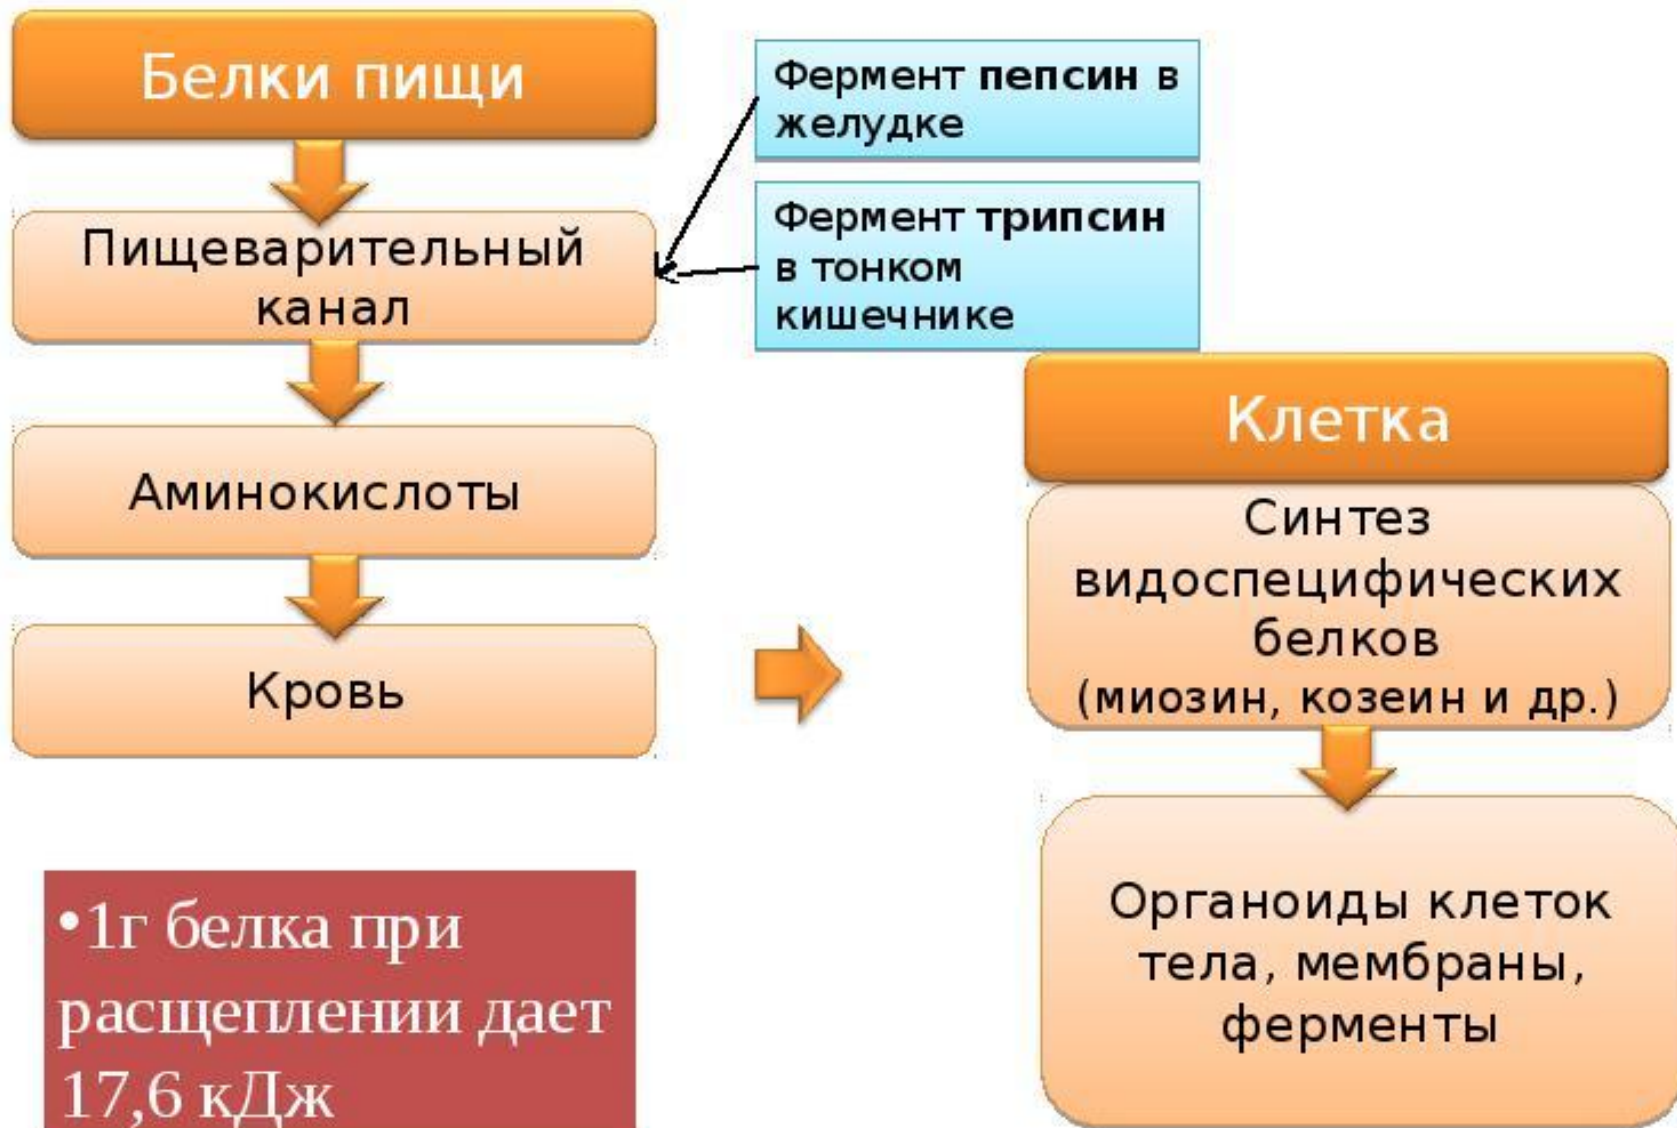 Белки пищи
Фермент пепсин в
желудке
Пищеварительный
канал
Фермент трипсин
в тонком
кишечнике
Аминокислоты
Кровь
Клетка
Синтез
видоспецифических
белков
(миозин, козеин и др.)
Органоиды клеток
тела, мембраны,
ферменты
•1г белка при
расщеплении дает
17,6 кДж